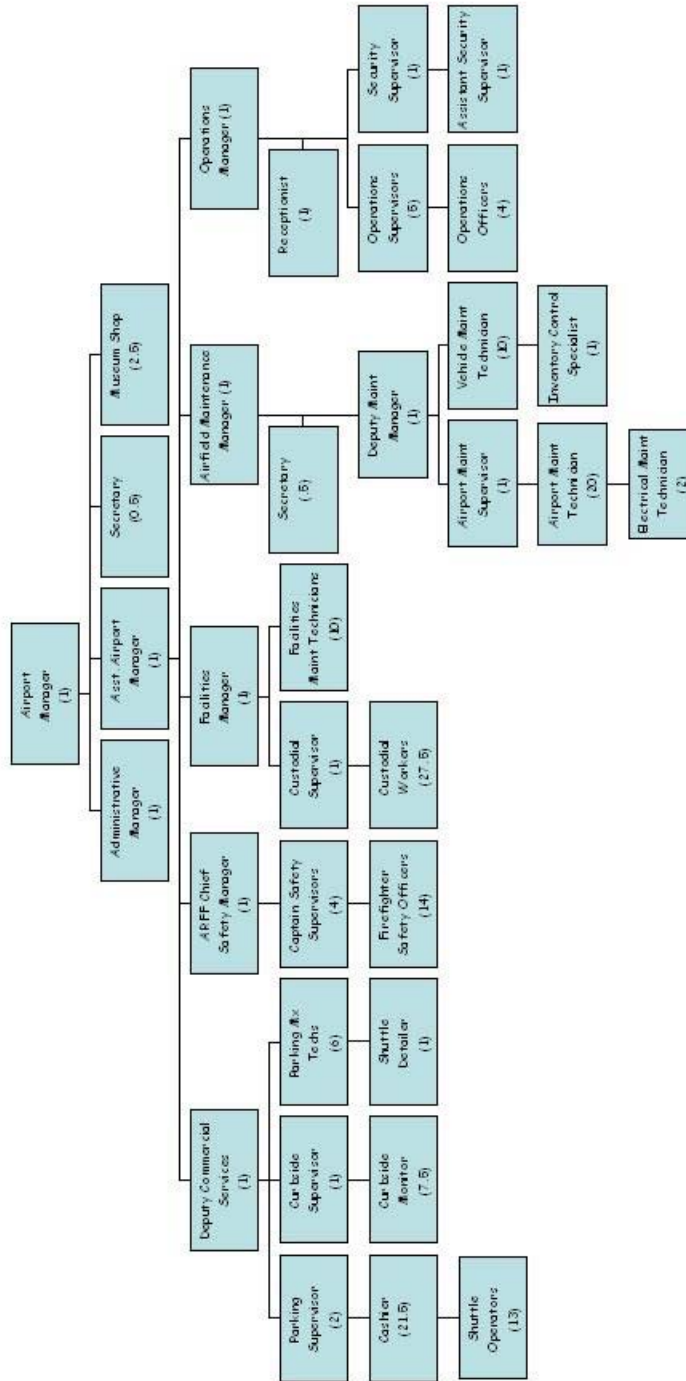 Airport
Manager
(1)
Administrative
Manager
(1)
Asst. Airport
Manager
(1)
Secretary
(0.5)
Museum Shop
(2.5)
Deputy Commercial
Services
(1)
ARFF Chief
Safety Manager
(1)
Facilities
Manager
(1)
Airfield Maintenance
Manager (1)
Operations
Manager (1)
Parking
Supervisor
(2)
Curbside
Supervisor
(1)
Parking Mx
Techs
(6)
Captain Safety
Supervisors
(4)
Custodial
Supervisor
(1)
Facilities
Maint Technicians
(10)
Secretary
(.5)
Receptionist
(1)
Cashier
(21.5)
Curbside
Monitor
(7.5)
Shuttle
Detailer
(1)
Firefighter
Safety Officers
(14)
Custodial
Workers
(27.5)
Deputy Maint
Manager
(1)
Operations
Supervisors
(5)
Security
Supervisor
(1)
Shuttle
Operators
(13)
Airport Maint
Supervisor
(1)
Vehicle Maint
Technician
(10)
Operations
Officers
(4)
Assistant Security
Supervisor
(1)
Airport Maint
Technician
(20)
Inventory Control
Specialist
(1)
Electrical Maint
Technician
(2)